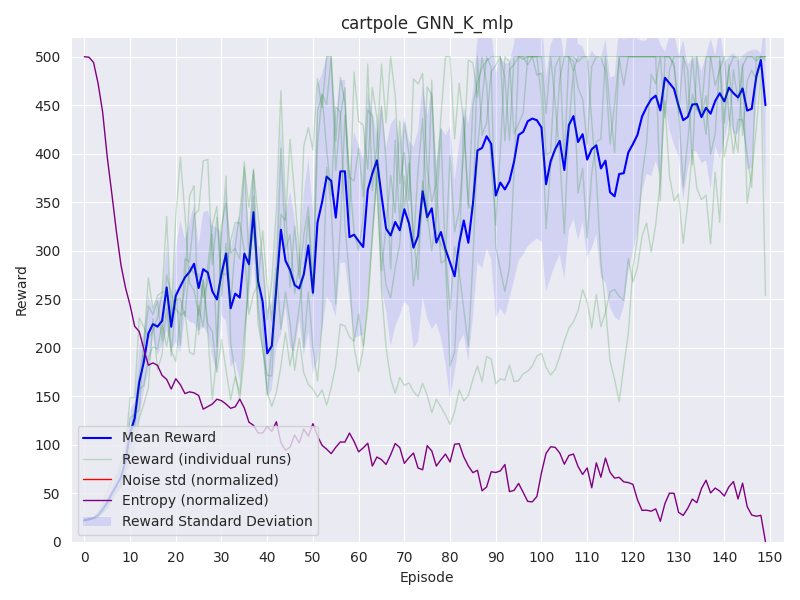 cartpole_GNN_K_mlp
Reward
500
450
400
350
300
250
200
150
100
50
0
Mean Reward
Reward (individual runs)
Noise std (normalized)
Entropy (normalized)
Reward Standard Deviation
0 10 20 30 40 50 60 70 80 90 100 110 120 130 140 150
Episode